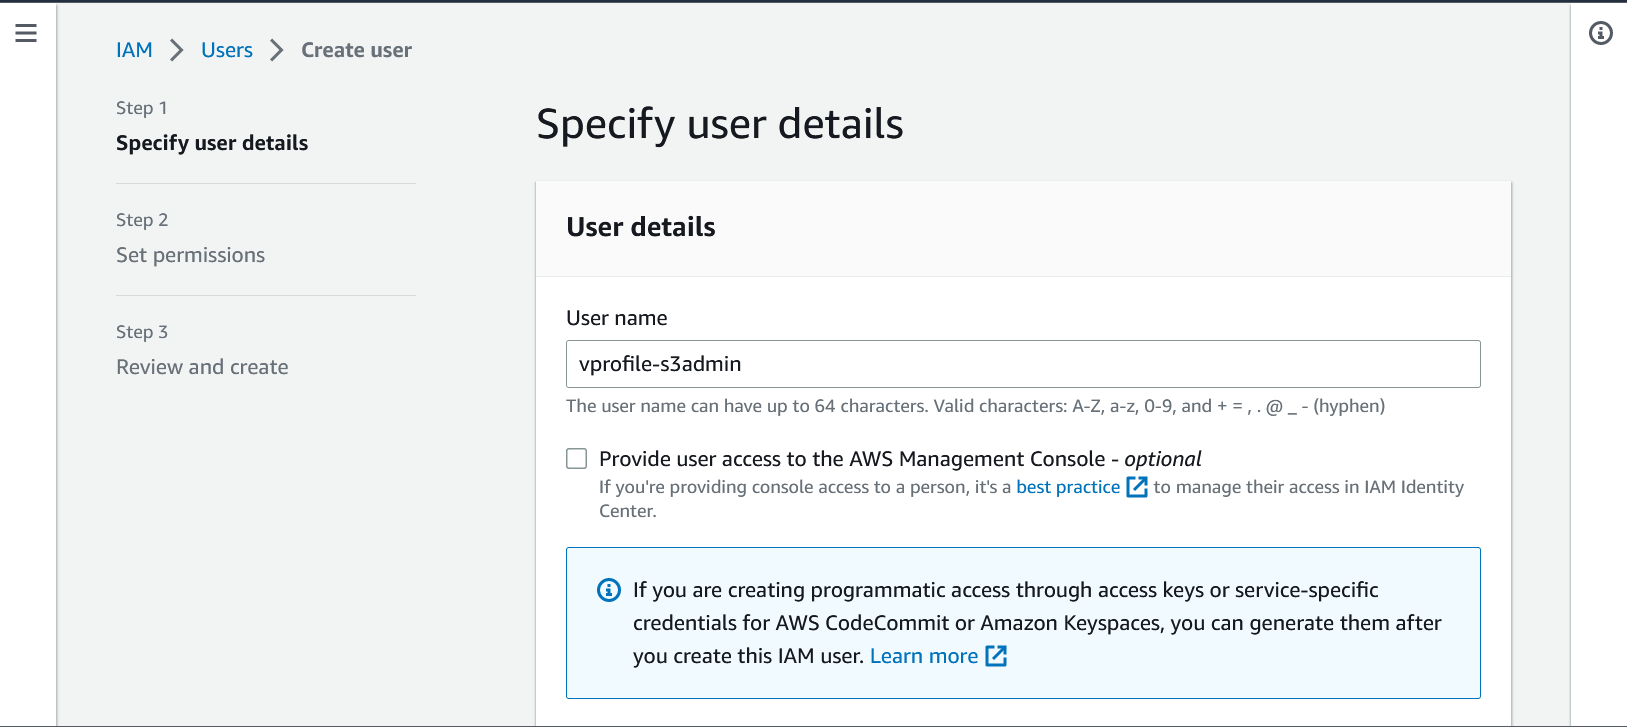 IAM > Users > Create user
Step 1
Specify user details
Step 2
Set permissions
Step 3
Review and create
Specify user details
User details
User name
vprofile-s3admin
The user name can have up to 64 characters. Valid characters: A-Z, a-z, 0-9, and + = , . @ _ - (hyphen)
Provide user access to the AWS Management Console - optional
If you're providing console access to a person, it's a best practice to manage their access in IAM Identity
Center.
If you are creating programmatic access through access keys or service-specific
credentials for AWS CodeCommit or Amazon Keyspaces, you can generate them after
you create this IAM user. Learn more